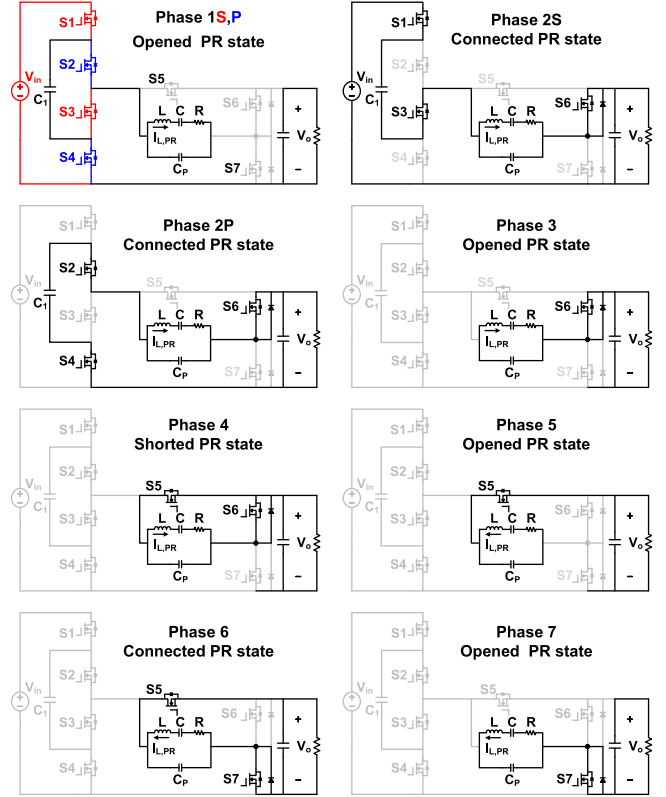 Phase 1S,P
Opened PR state
S1
S2
S3
S4
S5
S6
S7
Vin
C1
L C R
IL,PR
CP
+
Vo
−
Phase 2S
Connected PR state
S1
S2
S3
S4
S5
S6
S7
Vin
C1
L C R
IL,PR
CP
+
Vo
−
Phase 2P
Connected PR state
S1
S2
S3
S4
S5
S6
S7
Vin
C1
L C R
IL,PR
CP
+
Vo
−
Phase 3
Opened PR state
S1
S2
S3
S4
S5
S6
S7
Vin
C1
L C R
IL,PR
CP
+
Vo
−
Phase 4
Shorted PR state
S1
S2
S3
S4
S5
S6
S7
Vin
C1
L C R
IL,PR
CP
+
Vo
−
Phase 5
Opened PR state
S1
S2
S3
S4
S5
S6
S7
Vin
C1
L C R
IL,PR
CP
+
Vo
−
Phase 6
Connected PR state
S1
S2
S3
S4
S5
S6
S7
Vin
C1
L C R
IL,PR
CP
+
Vo
−
Phase 7
Opened PR state
S1
S2
S3
S4
S5
S6
S7
Vin
C1
L C R
IL,PR
CP
+
Vo
−